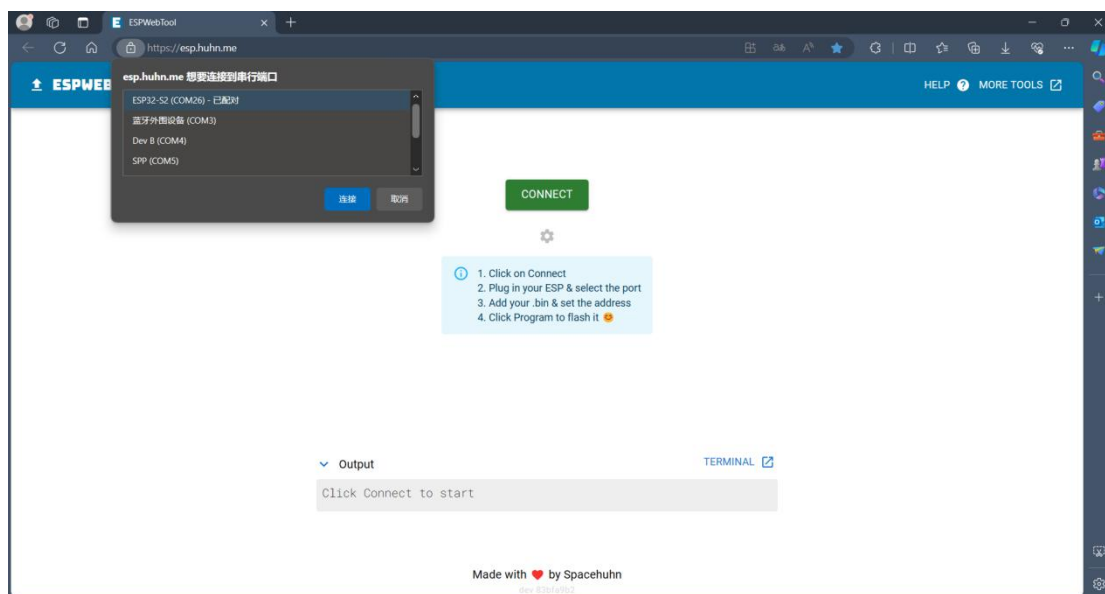 ESPWebTool
https://esp.huhn.me
ESPWEB
HELP ? MORE TOOLS
esp.huhn.me 想要连接到串行端口
ESP32-S2 (COM26) - 已配对
蓝牙外围设备 (COM3)
Dev B (COM4)
SPP (COM5)
连接 取消
CONNECT
1. Click on Connect
2. Plug in your ESP & select the port
3. Add your .bin & set the address
4. Click Program to flash it 😊
Output TERMINAL
Click Connect to start
Made with ❤ by Spacehuhn